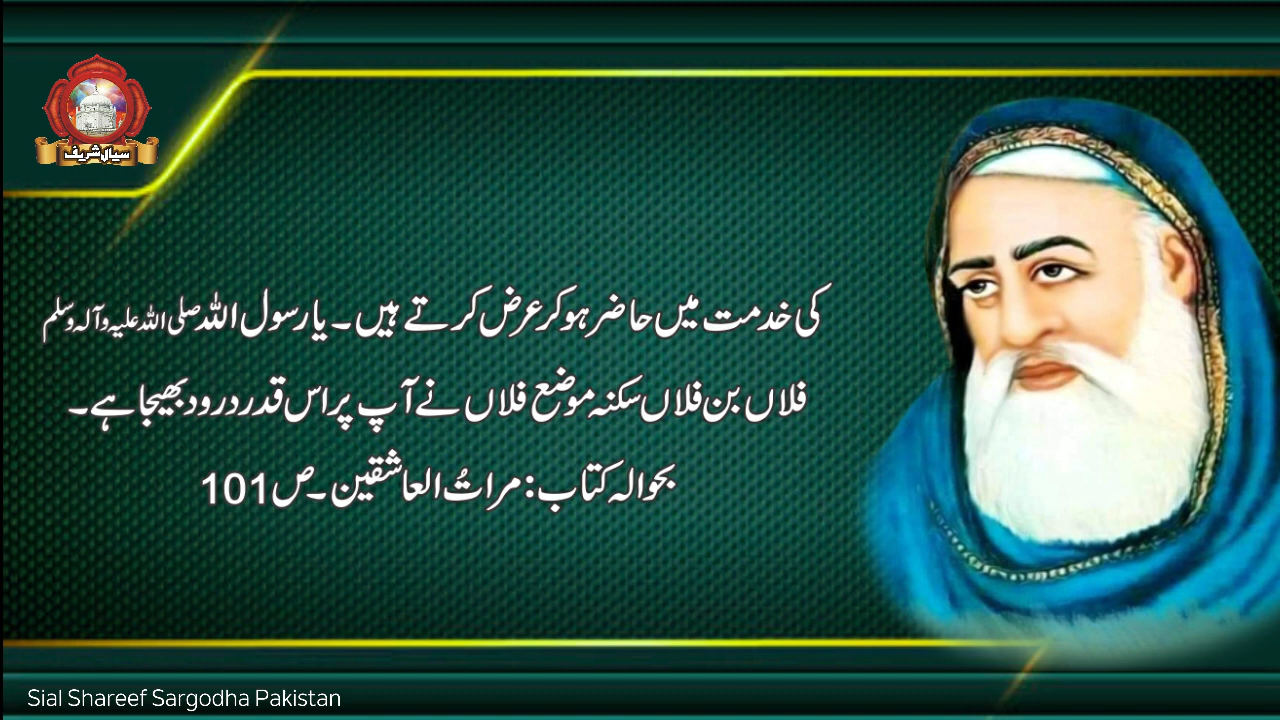 سیال شریف
کی خدمت میں حاضر ہو کر عرض کرتے ہیں۔ یا رسول اللہ صلی اللہ علیہ وآلہ وسلم
فلاں بن فلاں سکنہ موضع فلاں نے آپ پر اس قدر درود بھیجا ہے۔
بحوالہ کتاب: مراتُ العاشقین۔ ص 101
Sial Shareef Sargodha Pakistan